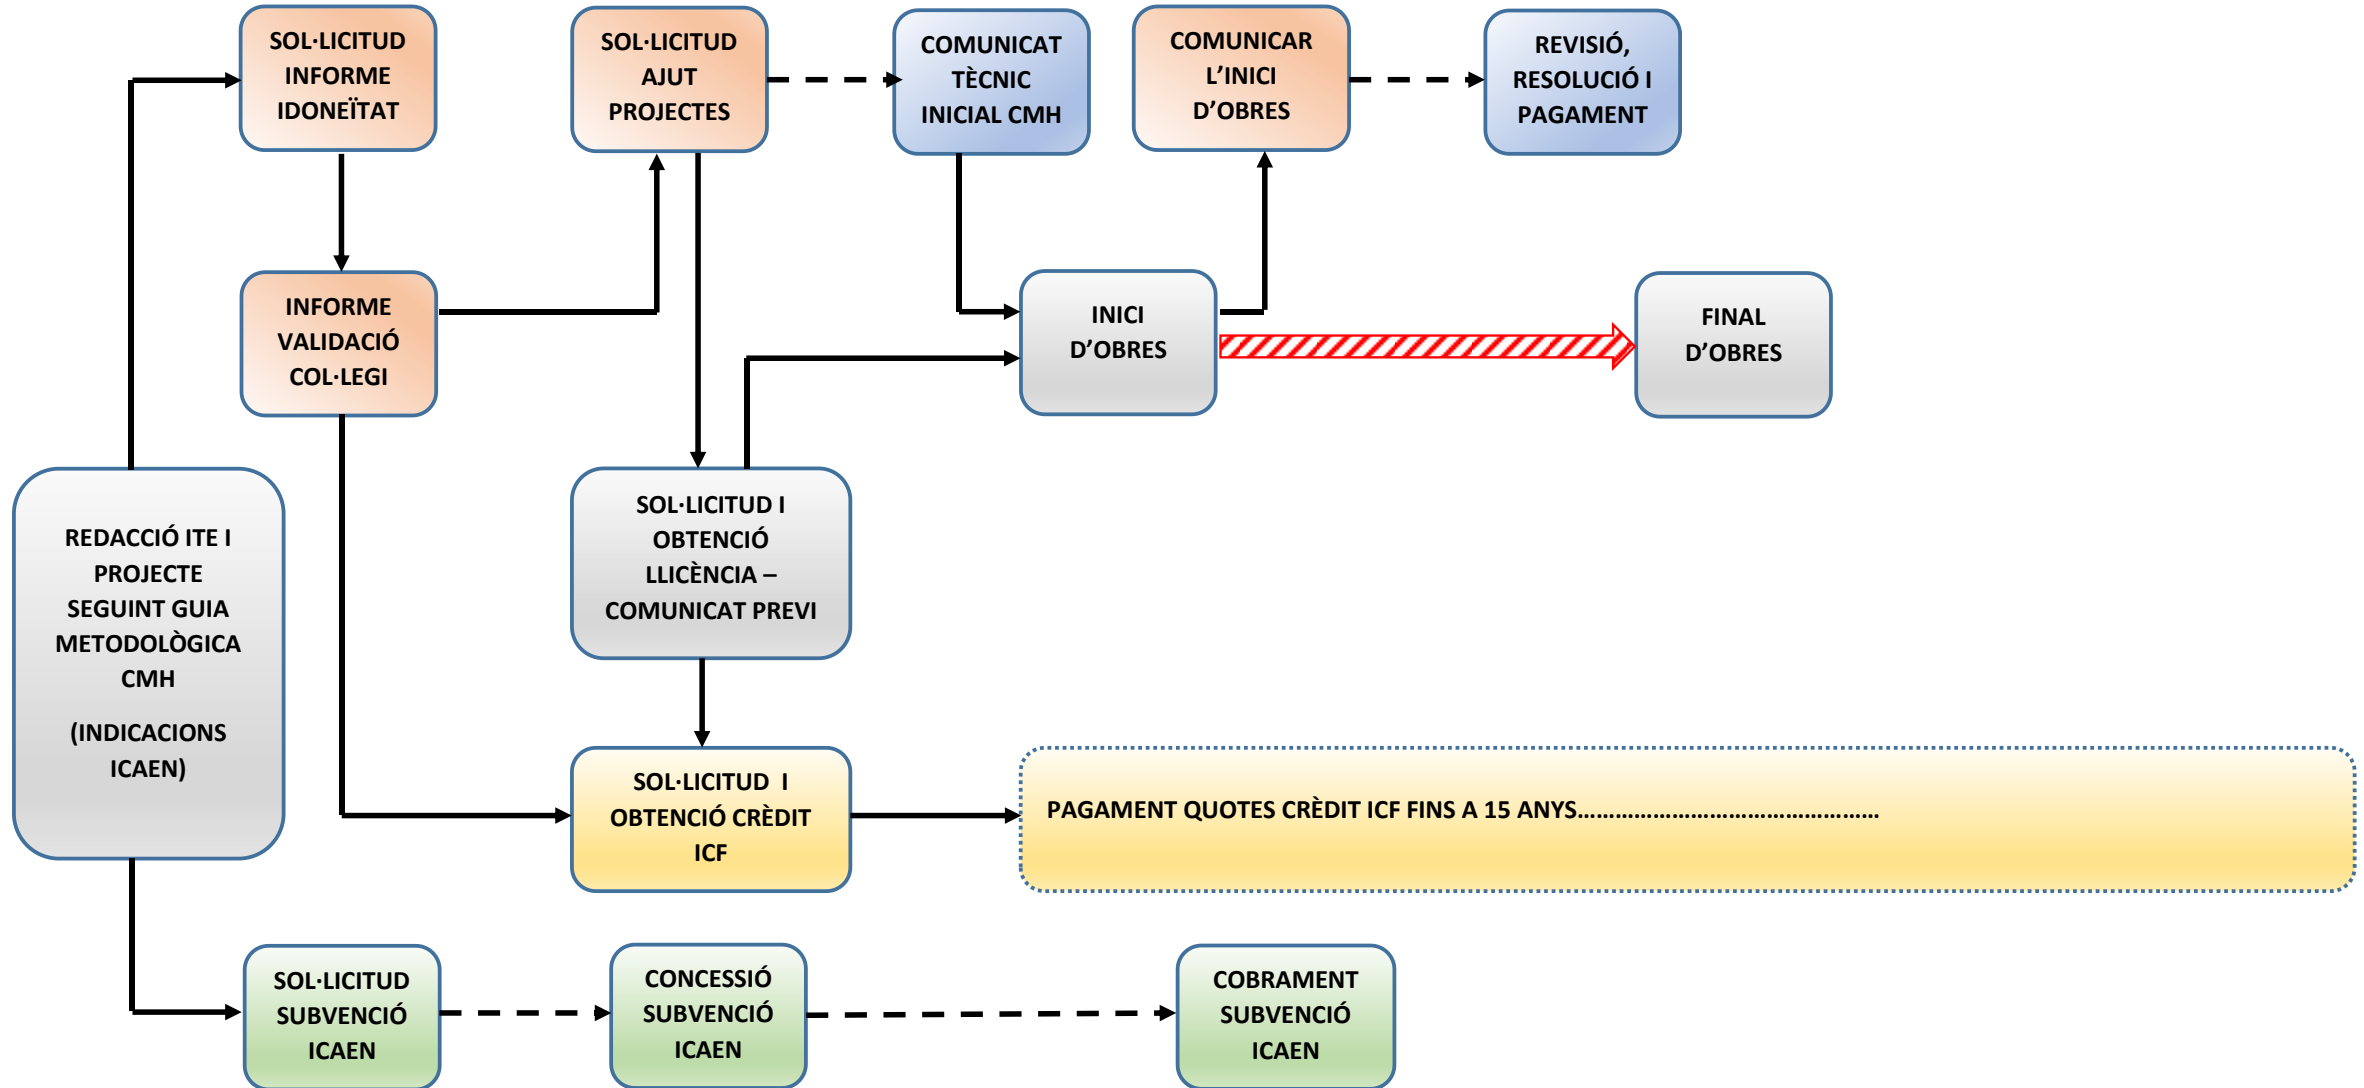 SOL·LICITUD
INFORME
IDONEÏTAT
SOL·LICITUD
AJUT
PROJECTES
COMUNICAT
TÈCNIC
INICIAL CMH
COMUNICAR
L’INICI
D’OBRES
REVISIÓ,
RESOLUCIÓ I
PAGAMENT
INFORME
VALIDACIÓ
COL·LEGI
INICI
D’OBRES
FINAL
D’OBRES
REDACCIÓ ITE I
PROJECTE
SEGUINT GUIA
METODOLÒGICA
CMH
(INDICACIONS
ICAEN)
SOL·LICITUD I
OBTENCIÓ
LLICÈNCIA –
COMUNICAT PREVI
SOL·LICITUD I
OBTENCIÓ CRÈDIT
ICF
PAGAMENT QUOTES CRÈDIT ICF FINS A 15 ANYS…………………………………………
SOL·LICITUD
SUBVENCIÓ
ICAEN
CONCESSIÓ
SUBVENCIÓ
ICAEN
COBRAMENT
SUBVENCIÓ
ICAEN